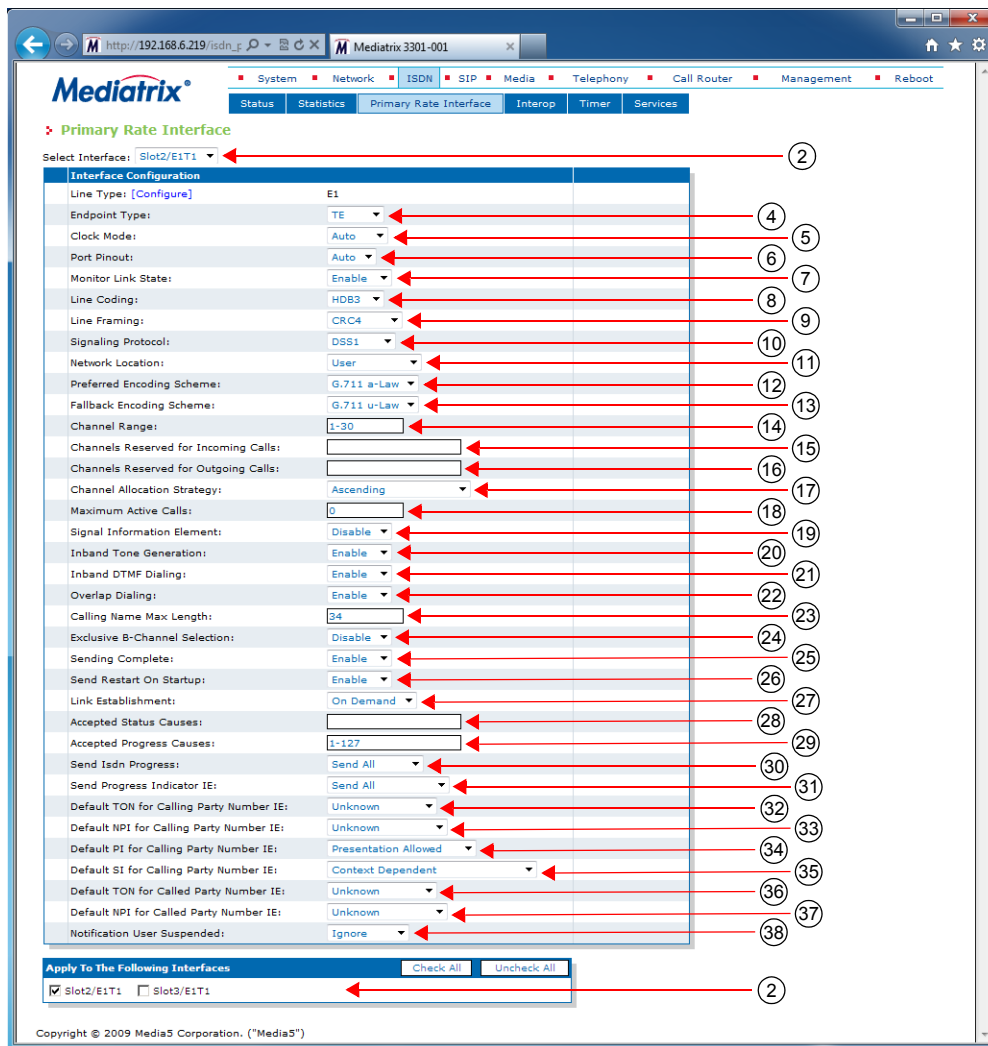 http://192.168.6.219/isdn_p
Mediatrix 3301-001
Mediatrix®
System Network ISDN SIP Media Telephony Call Router Management Reboot
Status Statistics Primary Rate Interface Interop Timer Services
Primary Rate Interface
Select Interface: Slot2/E1T1 2
Interface Configuration
Line Type: [Configure] E1
Endpoint Type: TE 4
Clock Mode: Auto 5
Port Pinout: Auto 6
Monitor Link State: Enable 7
Line Coding: HDB3 8
Line Framing: CRC4 9
Signaling Protocol: DSS1 10
Network Location: User 11
Preferred Encoding Scheme: G.711 a-Law 12
Fallback Encoding Scheme: G.711 u-Law 13
Channel Range: 1-30 14
Channels Reserved for Incoming Calls: 15
Channels Reserved for Outgoing Calls: 16
Channel Allocation Strategy: Ascending 17
Maximum Active Calls: 0 18
Signal Information Element: Disable 19
Inband Tone Generation: Enable 20
Inband DTMF Dialing: Enable 21
Overlap Dialing: Enable 22
Calling Name Max Length: 34 23
Exclusive B-Channel Selection: Disable 24
Sending Complete: Enable 25
Send Restart On Startup: Enable 26
Link Establishment: On Demand 27
Accepted Status Causes: 28
Accepted Progress Causes: 1-127 29
Send Isdn Progress: Send All 30
Send Progress Indicator IE: Send All 31
Default TON for Calling Party Number IE: Unknown 32
Default NPI for Calling Party Number IE: Unknown 33
Default PI for Calling Party Number IE: Presentation Allowed 34
Default SI for Calling Party Number IE: Context Dependent 35
Default TON for Called Party Number IE: Unknown 36
Default NPI for Called Party Number IE: Unknown 37
Notification User Suspended: Ignore 38
Apply To The Following Interfaces Check All Uncheck All
Slot2/E1T1 Slot3/E1T1 2
Copyright © 2009 Media5 Corporation. ("Media5")